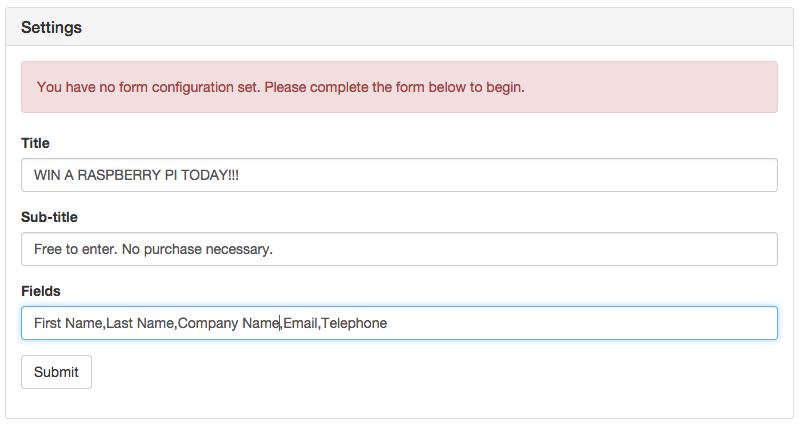 Settings
You have no form configuration set. Please complete the form below to begin.
Title
WIN A RASPBERRY PI TODAY!!!
Sub-title
Free to enter. No purchase necessary.
Fields
First Name,Last Name,Company Name,Email,Telephone
Submit